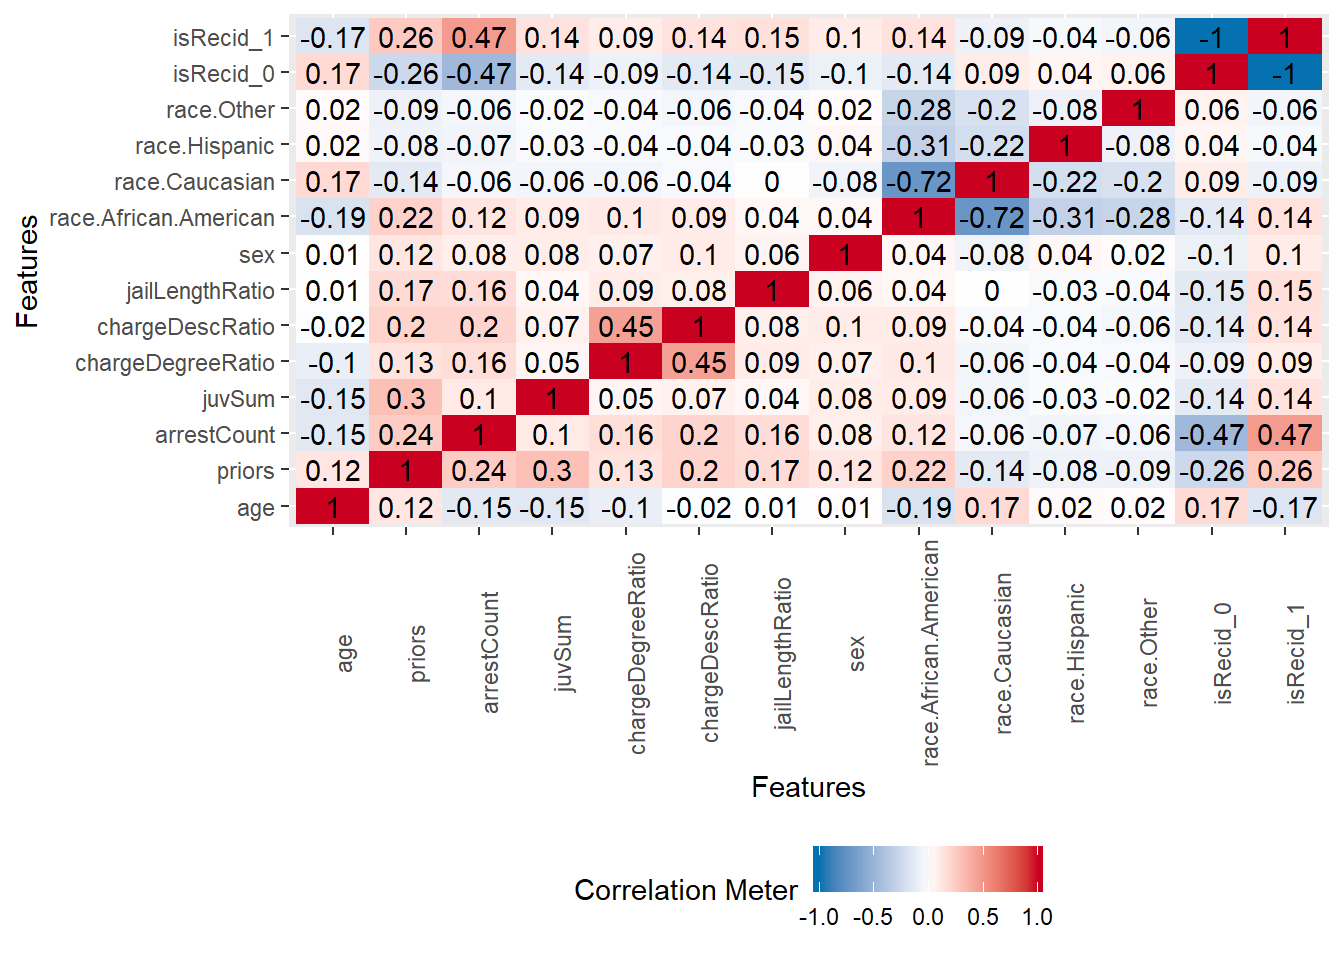 isRecid_1 -0.17 0.26 0.47 0.14 0.09 0.14 0.15 0.1 0.14 -0.09 -0.04 -0.06 -1 1
isRecid_0 0.17 -0.26 -0.47 -0.14 -0.09 -0.14 -0.15 -0.1 -0.14 0.09 0.04 0.06 1 -1
race.Other 0.02 -0.09 -0.06 -0.02 -0.04 -0.06 -0.04 0.02 -0.28 -0.2 -0.08 1 0.06 -0.06
race.Hispanic 0.02 -0.08 -0.07 -0.03 -0.04 -0.04 -0.03 0.04 -0.31 -0.22 1 -0.08 0.04 -0.04
race.Caucasian 0.17 -0.14 -0.06 -0.06 -0.06 -0.04 0 -0.08 -0.72 1 -0.22 -0.2 0.09 -0.09
race.African.American -0.19 0.22 0.12 0.09 0.1 0.09 0.04 0.04 1 -0.72 -0.31 -0.28 -0.14 0.14
sex 0.01 0.12 0.08 0.08 0.07 0.1 0.06 1 0.04 -0.08 0.04 0.02 -0.1 0.1
jailLengthRatio 0.01 0.17 0.16 0.04 0.09 0.08 1 0.06 0.04 0 -0.03 -0.04 -0.15 0.15
chargeDescRatio -0.02 0.2 0.2 0.07 0.45 1 0.08 0.1 0.09 -0.04 -0.04 -0.06 -0.14 0.14
chargeDegreeRatio -0.1 0.13 0.16 0.05 1 0.45 0.09 0.07 0.1 -0.06 -0.04 -0.04 -0.09 0.09
juvSum -0.15 0.3 0.1 1 0.05 0.07 0.04 0.08 0.09 -0.06 -0.03 -0.02 -0.14 0.14
arrestCount -0.15 0.24 1 0.1 0.16 0.2 0.16 0.08 0.12 -0.06 -0.07 -0.06 -0.47 0.47
priors 0.12 1 0.24 0.3 0.13 0.2 0.17 0.12 0.22 -0.14 -0.08 -0.09 -0.26 0.26
age 1 0.12 -0.15 -0.15 -0.1 -0.02 0.01 0.01 -0.19 0.17 0.02 0.02 0.17 -0.17
Features
age
priors
arrestCount
juvSum
chargeDegreeRatio
chargeDescRatio
jailLengthRatio
sex
race.African.American
race.Caucasian
race.Hispanic
race.Other
isRecid_0
isRecid_1
Features
Correlation Meter
-1.0 -0.5 0.0 0.5 1.0